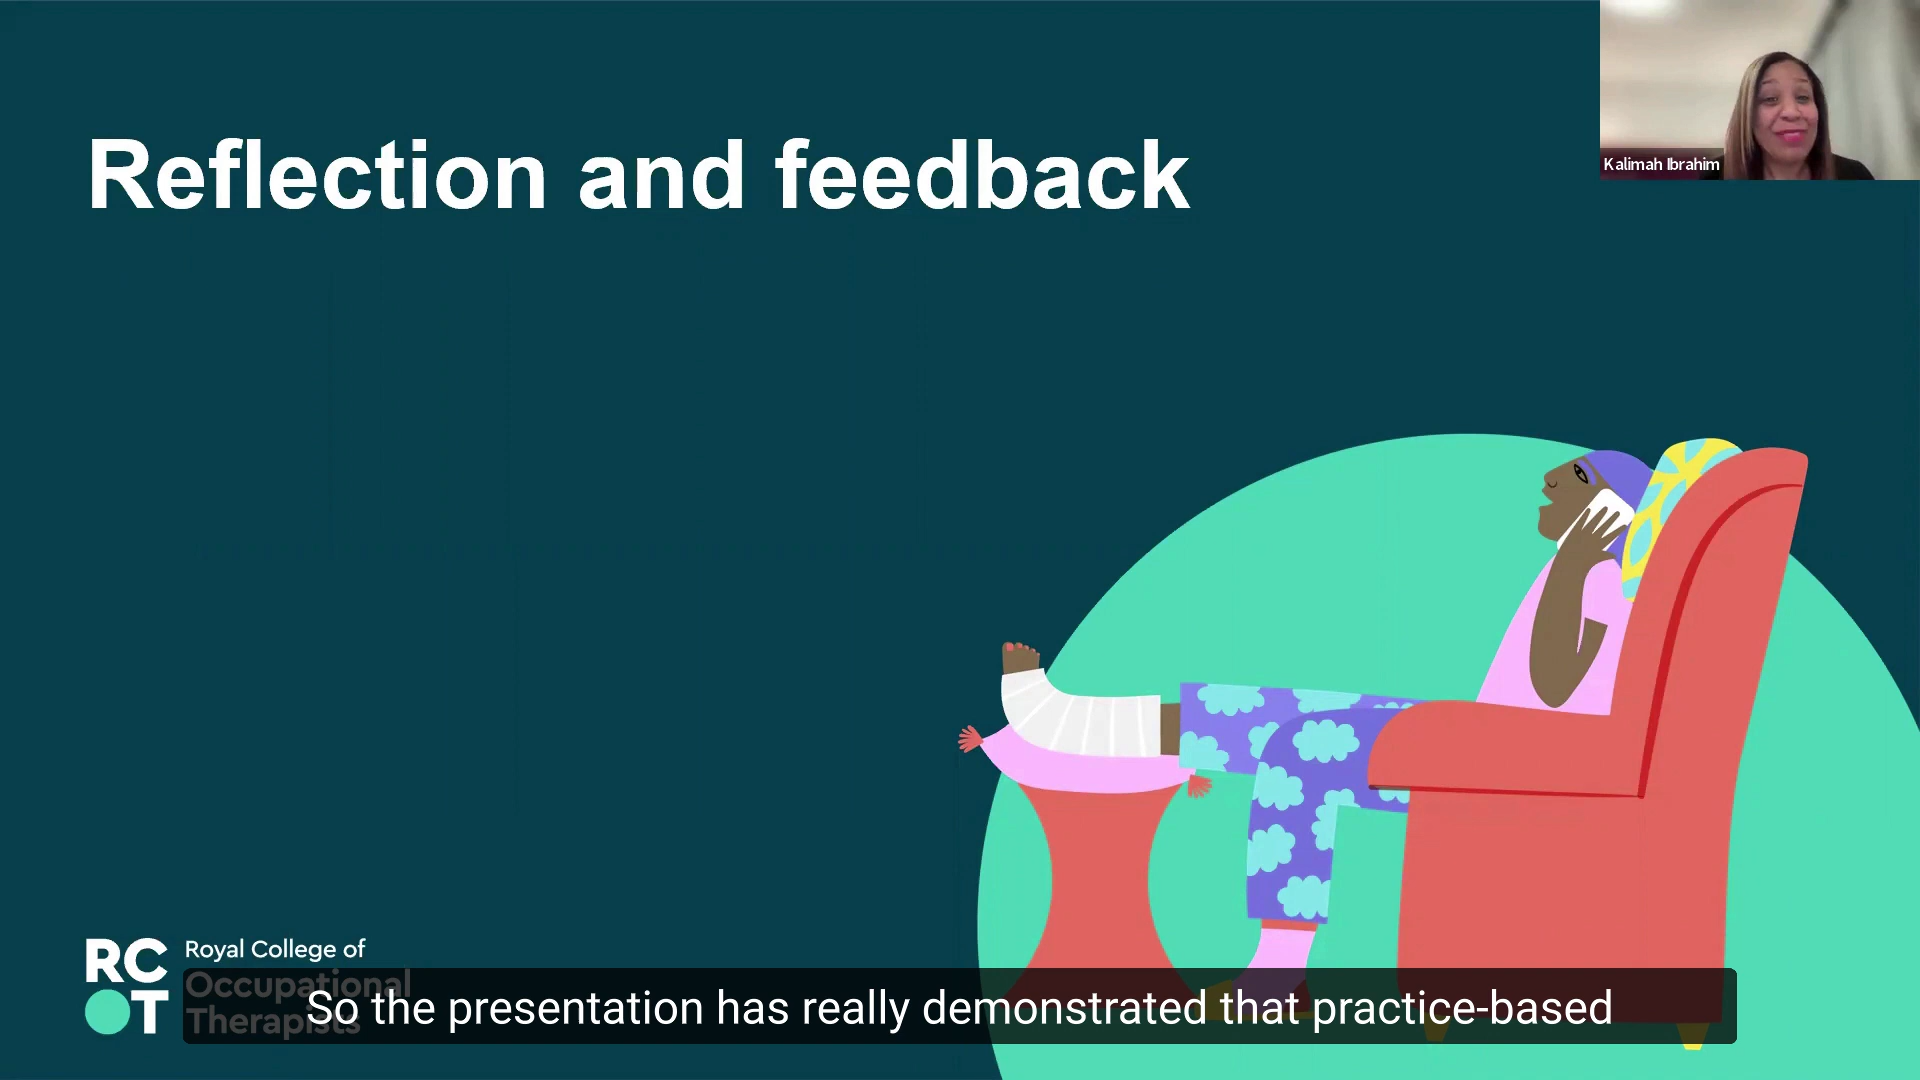 Reflection and feedback
Kalimah Ibrahim
RC
OT
Royal College of
Occupational
Therapists
So the presentation has really demonstrated that practice-based